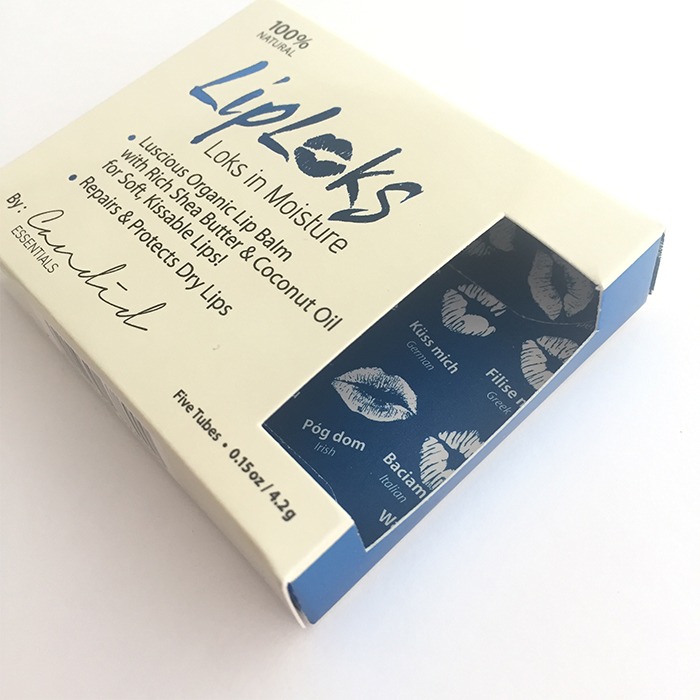 100%
NATURAL
LipLoks
Loks in Moisture
• Luscious Organic Lip Balm
with Rich Shea Butter & Coconut Oil
for Soft, Kissable Lips!
• Repairs & Protects Dry Lips
By: Candid
ESSENTIALS
Five Tubes • 0.15oz / 4.2g
Küss mich
German
Filise
Greek
Póg dom
Irish
Baciam
Italian